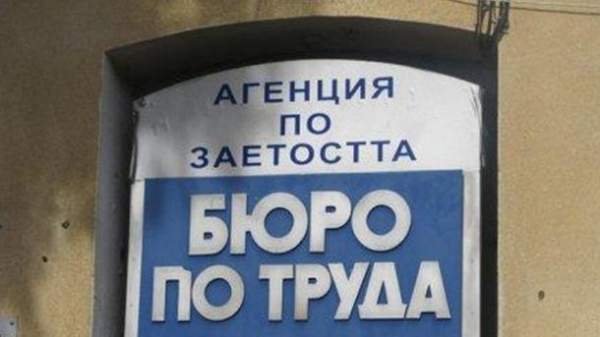 АГЕНЦИЯ
ПО
ЗАЕТОСТТА
БЮРО
ПО ТРУДА